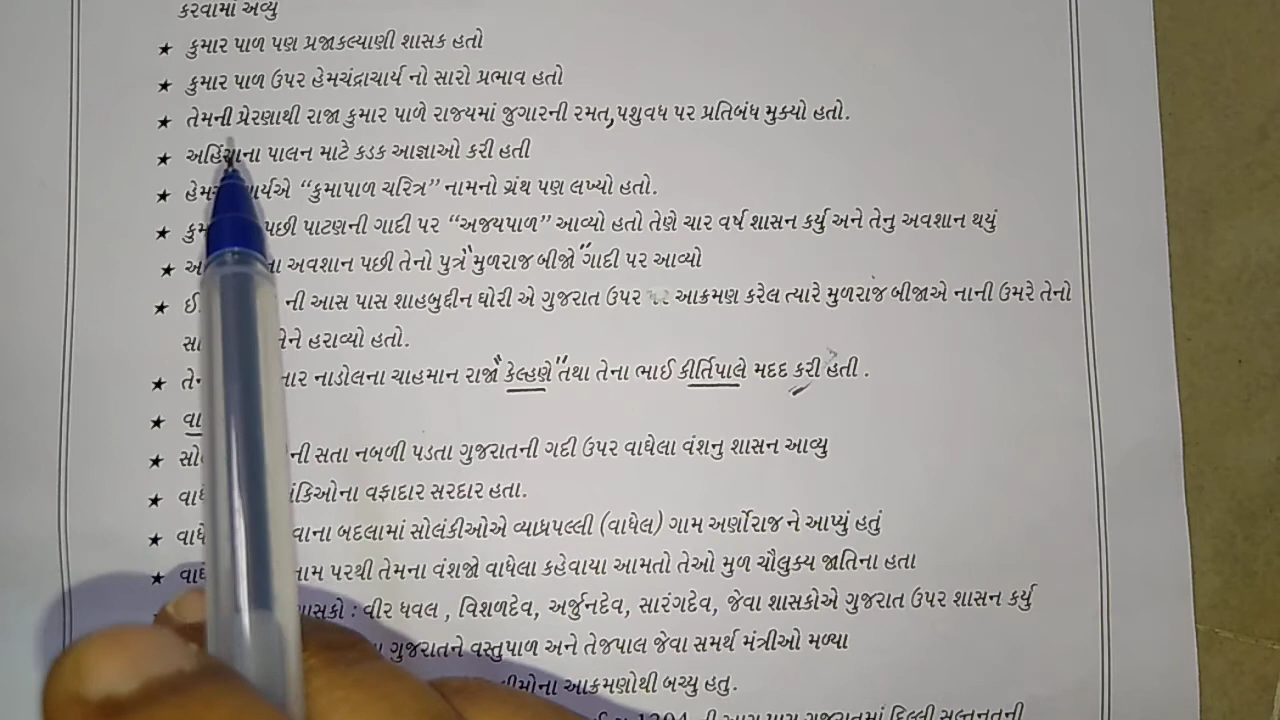 કરવામાં અવ્યુ
★ કુમાર પાળ પણ પ્રજાકલ્યાણી શાસક હતો
★ કુમાર પાળ ઉપર હેમચંદ્રાચાર્ય નો સારો પ્રભાવ હતો
★ તેમની પ્રેરણાથી રાજા કુમાર પાળે રાજ્યમાં જુગારની રમત,પશુવધ પર પ્રતિબંધ મુક્યો હતો.
★ અહિંસાના પાલન માટે કડક આજ્ઞાઓ કરી હતી
★ "કુમાપાળ ચરિત્ર" નામનો ગ્રંથ પણ લખ્યો હતો.
★ પછી પાટણની ગાદી પર "અજયપાળ" આવ્યો હતો તેણે ચાર વર્ષ શાસન કર્યુ અને તેનુ અવશાન થયું
★ અવશાન પછી તેનો પુત્ર "મુળરાજ બીજો" ગાદી પર આવ્યો
★ ની આસ પાસ શાહબુદ્દીન ઘોરી એ ગુજરાત ઉપર આક્રમણ કરેલ ત્યારે મુળરાજ બીજાએ નાની ઉમરે તેનો
હરાવ્યો હતો.
★ નાડોલના ચાહમાન રાજા "કેલ્હણે" તથા તેના ભાઈ કીર્તિપાલે મદદ કરી હતી .
★
★ સતા નબળી પડતા ગુજરાતની ગદી ઉપર વાઘેલા વંશનુ શાસન આવ્યુ
★ વફાદાર સરદાર હતા.
★ બદલામાં સોલંકીઓએ વ્યાઘ્રપલ્લી (વાઘેલ) ગામ અર્ણોરાજ ને આપ્યું હતું
★ પરથી તેમના વંશજો વાઘેલા કહેવાયા આમતો તેઓ મુળ ચૌલુક્ય જાતિના હતા
: વીર ધવલ , વિશળદેવ, અર્જુનદેવ, સારંગદેવ, જેવા શાસકોએ ગુજરાત ઉપર શાસન કર્યુ
ગુજરાતને વસ્તુપાળ અને તેજપાલ જેવા સમર્થ મંત્રીઓ મળ્યા
આક્રમણોથી બચ્યુ હતુ.